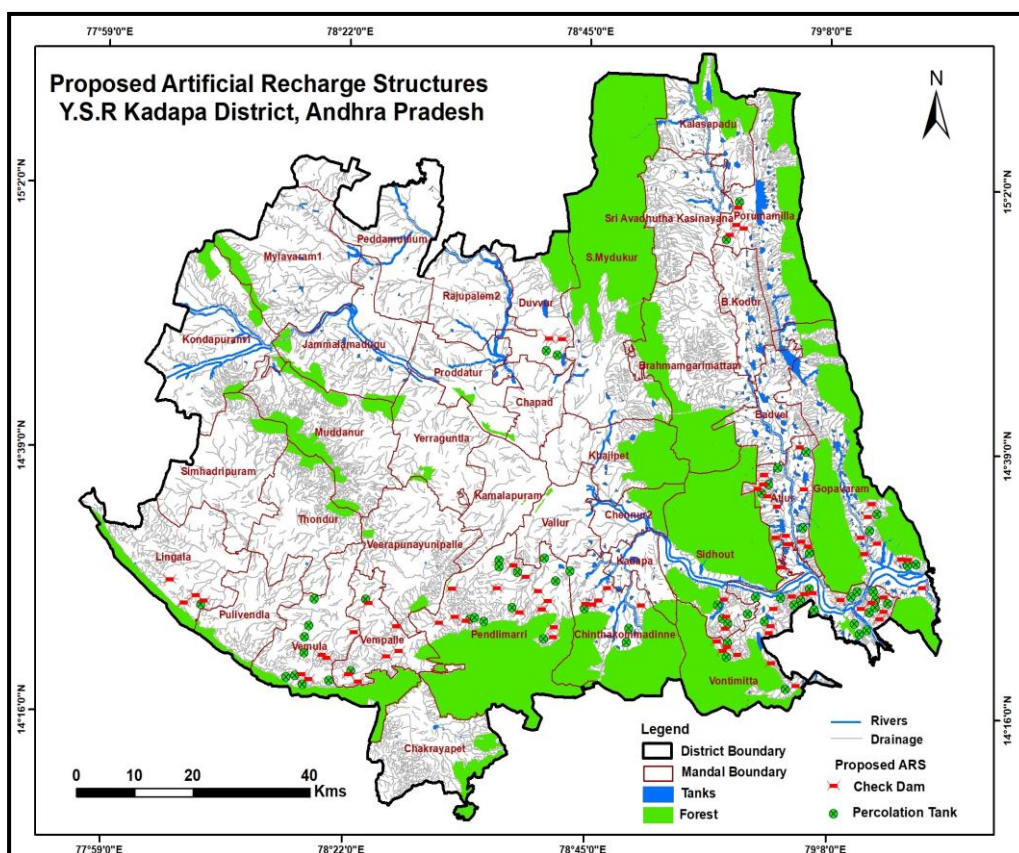 77°59'0"E 78°22'0"E 78°45'0"E 79°8'0"E
Proposed Artificial Recharge Structures
Y.S.R Kadapa District, Andhra Pradesh
N
15°2'0"N
15°2'0"N
14°39'0"N
14°39'0"N
14°16'0"N
14°16'0"N
Kalasapadu
Sri Avadhutha Kasinayana
Porumamilla
Peddamudium
Mylavaram1
S.Mydukur
Rajupalem2
Duvvur
B.Kodur
Kondapuram1
Jammalamadugu
Proddatur
Brahmamgarimattam
Chapad
Badvel
Muddanur
Yerraguntla
Khajipet
Simhadripuram
Kamalapuram
Atlur
Gopavaram
Thondur
Vallur
Chennur2
Veerapunayunipalle
Lingala
Kadapa
Sidhout
Pulivendla
Vemula
Vempalle
Pendlimarri
Chinthakommadinne
Vontimitta
Chakrayapet
0 10 20 40
Kms
Legend
District Boundary
Mandal Boundary
Tanks
Forest
Rivers
Drainage
Proposed ARS
Check Dam
Percolation Tank
77°59'0"E 78°22'0"E 78°45'0"E 79°8'0"E